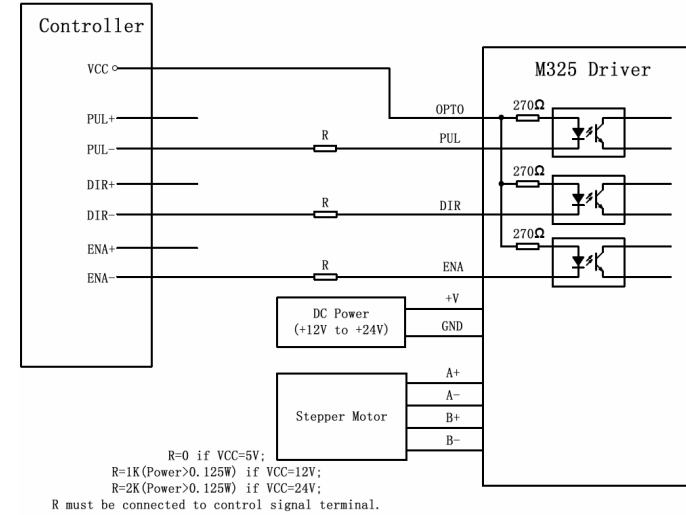 Controller
VCC
M325 Driver
OPTO
270Ω
PUL+
PUL-
R
PUL
270Ω
DIR+
DIR-
R
DIR
270Ω
ENA+
ENA-
R
ENA
DC Power
(+12V to +24V)
+V
GND
Stepper Motor
A+
A-
B+
B-
R=0 if VCC=5V;
R=1K(Power>0.125W) if VCC=12V;
R=2K(Power>0.125W) if VCC=24V;
R must be connected to control signal terminal.